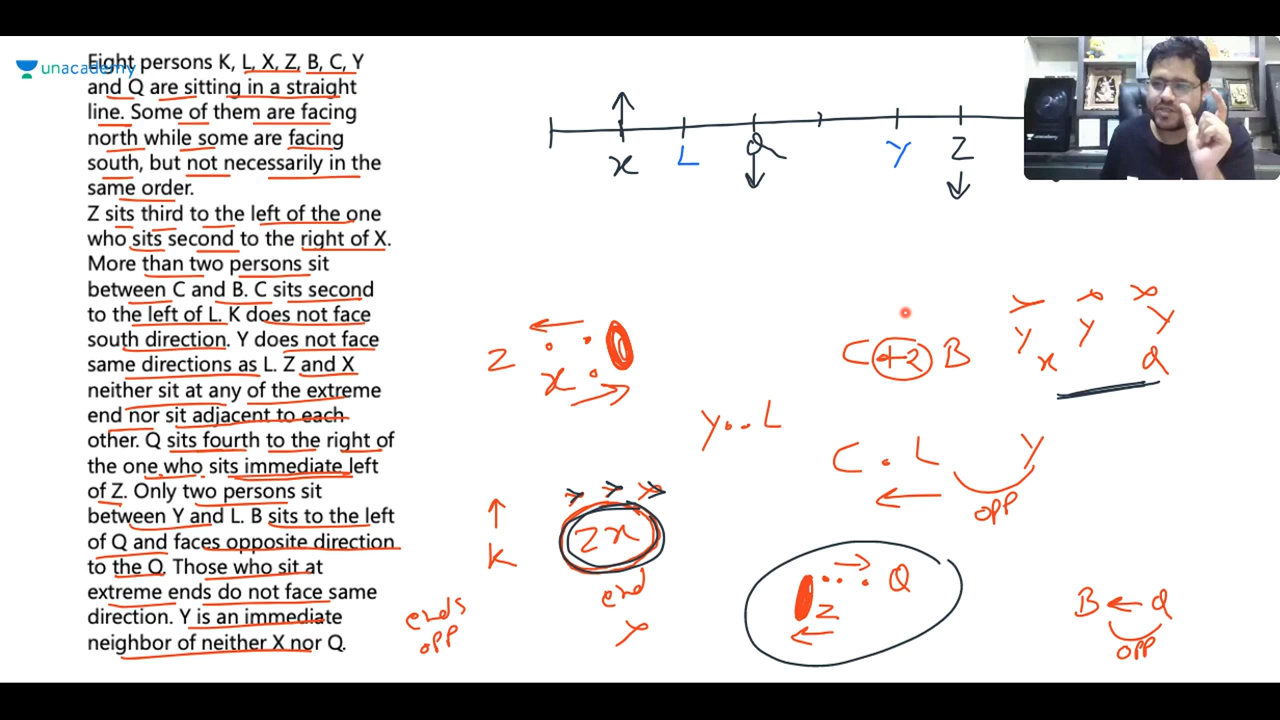 Eight persons K, L, X, Z, B, C, Y
and Q are sitting in a straight
line. Some of them are facing
north while some are facing
south, but not necessarily in the
same order.
Z sits third to the left of the one
who sits second to the right of X.
More than two persons sit
between C and B. C sits second
to the left of L. K does not face
south direction. Y does not face
same directions as L. Z and X
neither sit at any of the extreme
end nor sit adjacent to each
other. Q sits fourth to the right of
the one who sits immediate left
of Z. Only two persons sit
between Y and L. B sits to the left
of Q and faces opposite direction
to the Q. Those who sit at
extreme ends do not face same
direction. Y is an immediate
neighbor of neither X nor Q.
unacademy
x L Q Y Z
Z
x
C +2 B
Y Y Y
x Q
Y . . L
C . L Y
opp
K
Z x
end
x
ends
opp
Q
Z
B ← Q
opp
unacademy